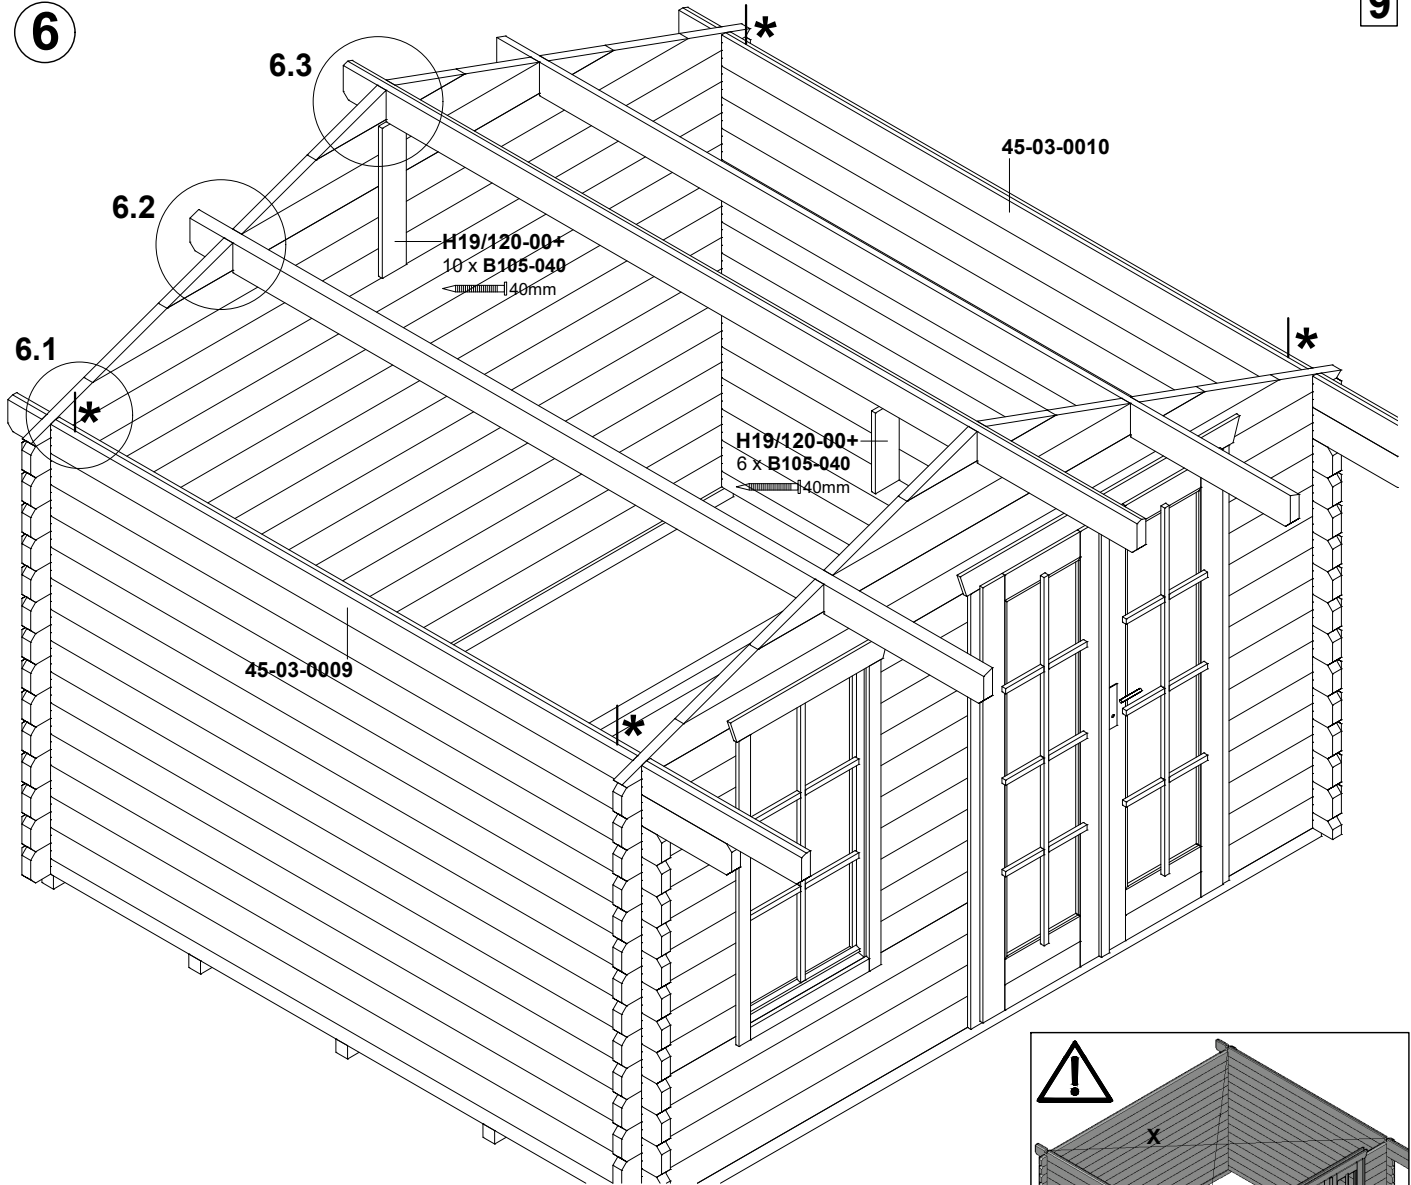 6
9
6.3
*
45-03-0010
6.2
H19/120-00+
10 x B105-040
40mm
*
6.1
*
H19/120-00+
6 x B105-040
40mm
45-03-0009
*
X